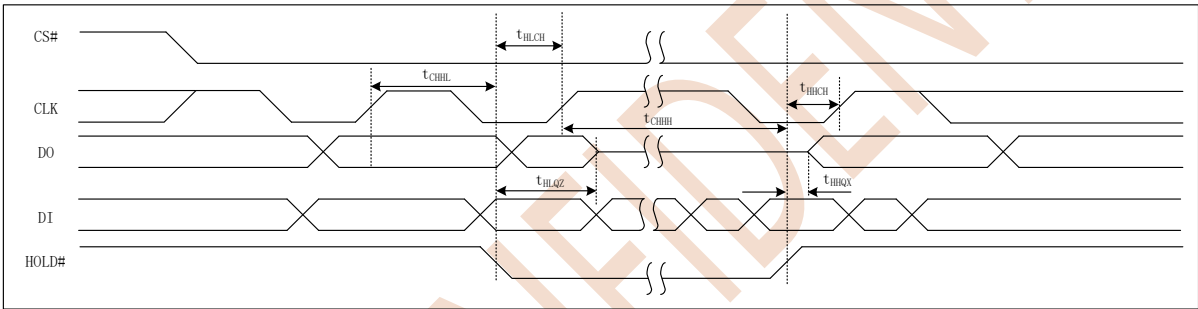 CS#
tHLCH
tCHHL
tHHCH
CLK
tCHHH
DO
tHLQZ
tHHQX
DI
HOLD#